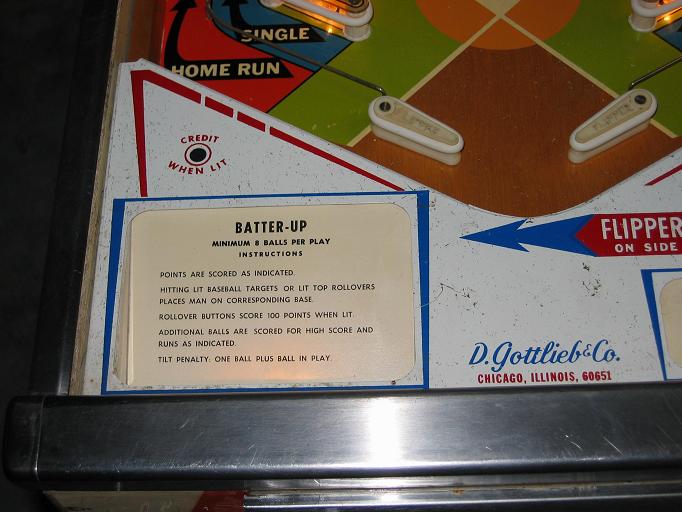 SINGLE
HOME RUN
FLIPPER
FLIPPER
CREDIT
WHEN LIT
BATTER-UP
MINIMUM 8 BALLS PER PLAY
INSTRUCTIONS
POINTS ARE SCORED AS INDICATED.
HITTING LIT BASEBALL TARGETS OR LIT TOP ROLLOVERS
PLACES MAN ON CORRESPONDING BASE.
ROLLOVER BUTTONS SCORE 100 POINTS WHEN LIT.
ADDITIONAL BALLS ARE SCORED FOR HIGH SCORE AND
RUNS AS INDICATED.
TILT PENALTY: ONE BALL PLUS BALL IN PLAY.
FLIPPER
ON SIDE
D. Gottlieb & Co.
CHICAGO, ILLINOIS, 60651